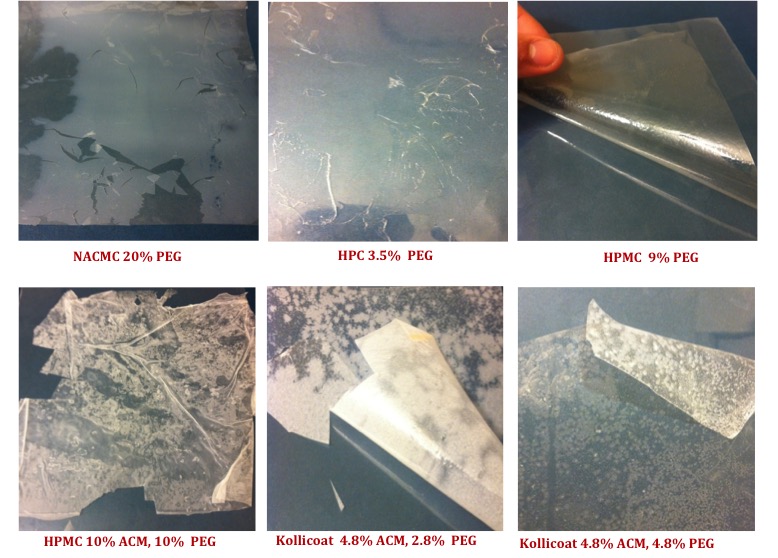 NACMC 20% PEG
HPC 3.5% PEG
HPMC 9% PEG
HPMC 10% ACM, 10% PEG
Kollicoat 4.8% ACM, 2.8% PEG
Kollicoat 4.8% ACM, 4.8% PEG